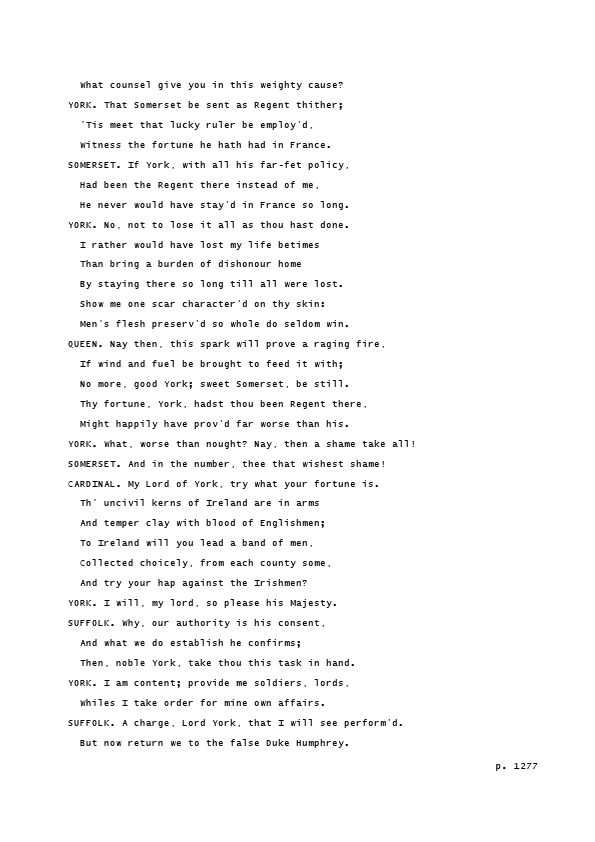 What counsel give you in this weighty cause?
YORK. That Somerset be sent as Regent thither;
'Tis meet that lucky ruler be employ'd,
Witness the fortune he hath had in France.
SOMERSET. If York, with all his far-fet policy,
Had been the Regent there instead of me,
He never would have stay'd in France so long.
YORK. No, not to lose it all as thou hast done.
I rather would have lost my life betimes
Than bring a burden of dishonour home
By staying there so long till all were lost.
Show me one scar character'd on thy skin:
Men's flesh preserv'd so whole do seldom win.
QUEEN. Nay then, this spark will prove a raging fire,
If wind and fuel be brought to feed it with;
No more, good York; sweet Somerset, be still.
Thy fortune, York, hadst thou been Regent there,
Might happily have prov'd far worse than his.
YORK. What, worse than nought? Nay, then a shame take all!
SOMERSET. And in the number, thee that wishest shame!
CARDINAL. My Lord of York, try what your fortune is.
Th' uncivil kerns of Ireland are in arms
And temper clay with blood of Englishmen;
To Ireland will you lead a band of men,
Collected choicely, from each county some,
And try your hap against the Irishmen?
YORK. I will, my lord, so please his Majesty.
SUFFOLK. Why, our authority is his consent,
And what we do establish he confirms;
Then, noble York, take thou this task in hand.
YORK. I am content; provide me soldiers, lords,
Whiles I take order for mine own affairs.
SUFFOLK. A charge, Lord York, that I will see perform'd.
But now return we to the false Duke Humphrey.
p. 1277